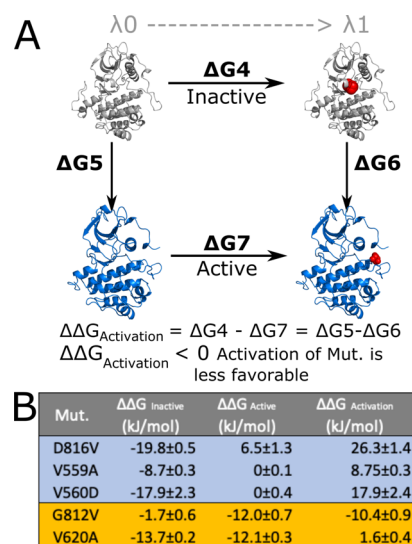 A
λ0 ----------------> λ1
ΔG4
Inactive
ΔG5
ΔG6
ΔG7
Active
ΔΔG Activation = ΔG4 - ΔG7 = ΔG5-ΔG6
ΔΔG Activation < 0 Activation of Mut. is
less favorable
B
Mut. ΔΔG Inactive (kJ/mol) ΔΔG Active (kJ/mol) ΔΔG Activation (kJ/mol)
D816V -19.8±0.5 6.5±1.3 26.3±1.4
V559A -8.7±0.3 0±0.1 8.75±0.3
V560D -17.9±2.3 0±0.4 17.9±2.4
G812V -1.7±0.6 -12.0±0.7 -10.4±0.9
V620A -13.7±0.2 -12.1±0.3 1.6±0.4